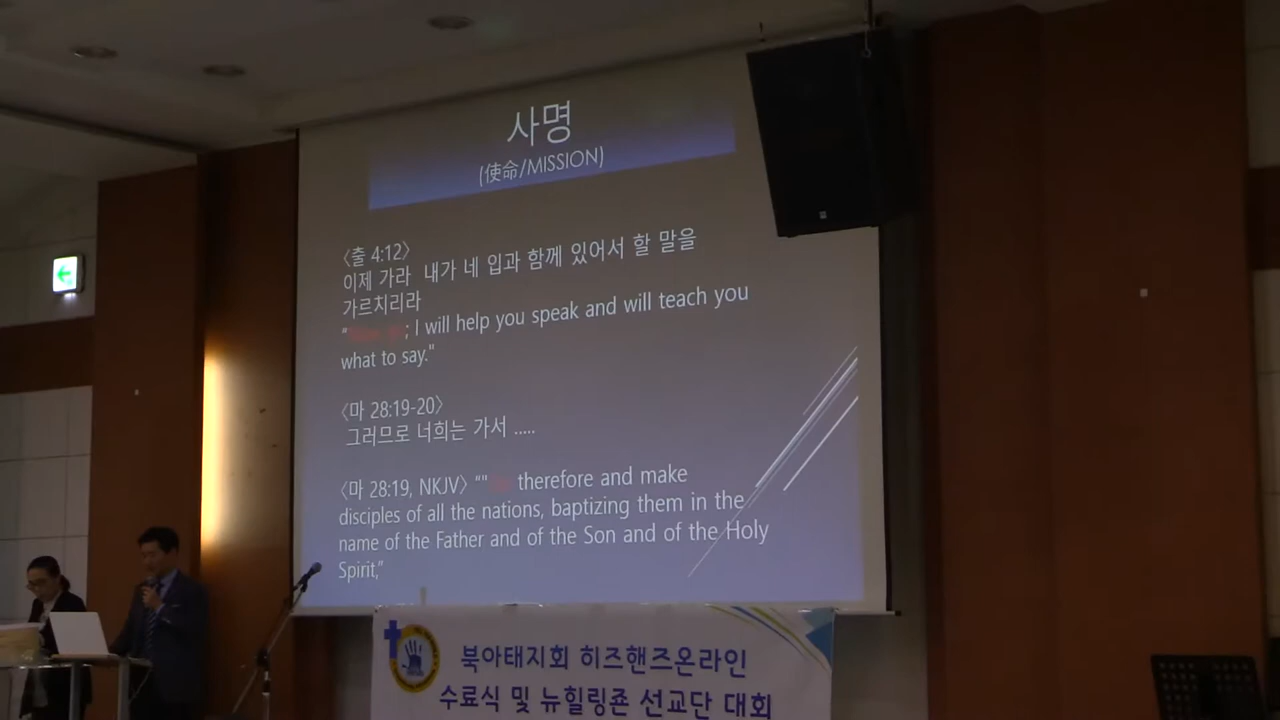 사명
(使命/MISSION)
<출 4:12>
이제 가라 내가 네 입과 함께 있어서 할 말을
가르치리라
“ ; I will help you speak and will teach you
what to say."
<마 28:19-20>
그러므로 너희는 가서 .....
<마 28:19, NKJV> “" therefore and make
disciples of all the nations, baptizing them in the
name of the Father and of the Son and of the Holy
Spirit,”
북아태지회 히즈핸즈온라인
수료식 및 뉴힐링죤 선교단 대회